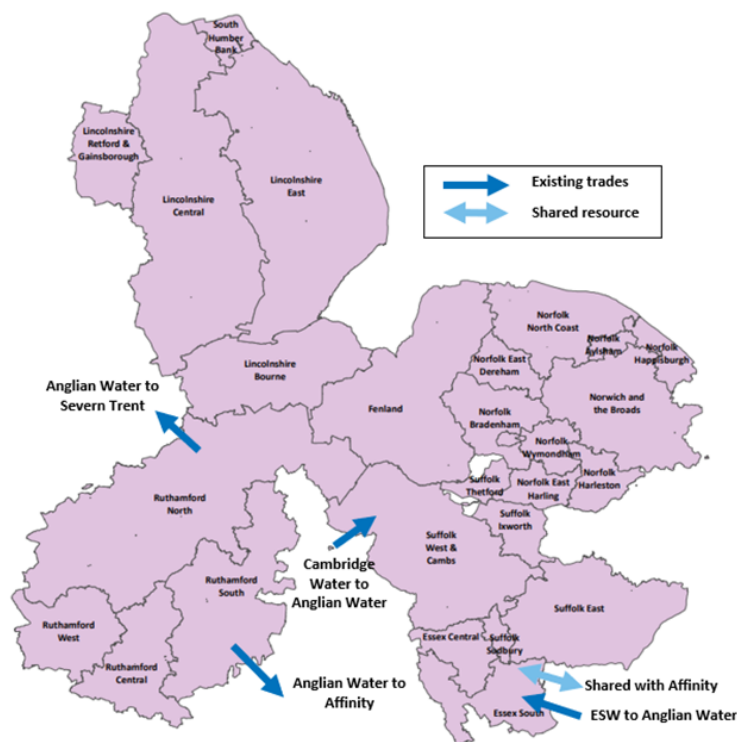 South
Humber
Bank
Lincolnshire
Retford &
Gainsborough
Lincolnshire
Central
Lincolnshire
East
Existing trades
Shared resource
Norfolk
North Coast
Norfolk
Aylsham
Norfolk
Happisburgh
Norfolk East
Dereham
Lincolnshire
Bourne
Anglian Water to
Severn Trent
Fenland
Norfolk
Bradenham
Norwich and
the Broads
Norfolk
Wymondham
Suffolk
Thetford
Norfolk East
Harling
Norfolk
Harleston
Ruthamford
North
Suffolk
Ixworth
Suffolk
West &
Cambs
Cambridge
Water to
Anglian Water
Ruthamford
South
Suffolk East
Ruthamford
West
Essex Central
Suffolk
Sudbury
Ruthamford
Central
Anglian Water to
Affinity
Shared with Affinity
Essex South
ESW to Anglian Water